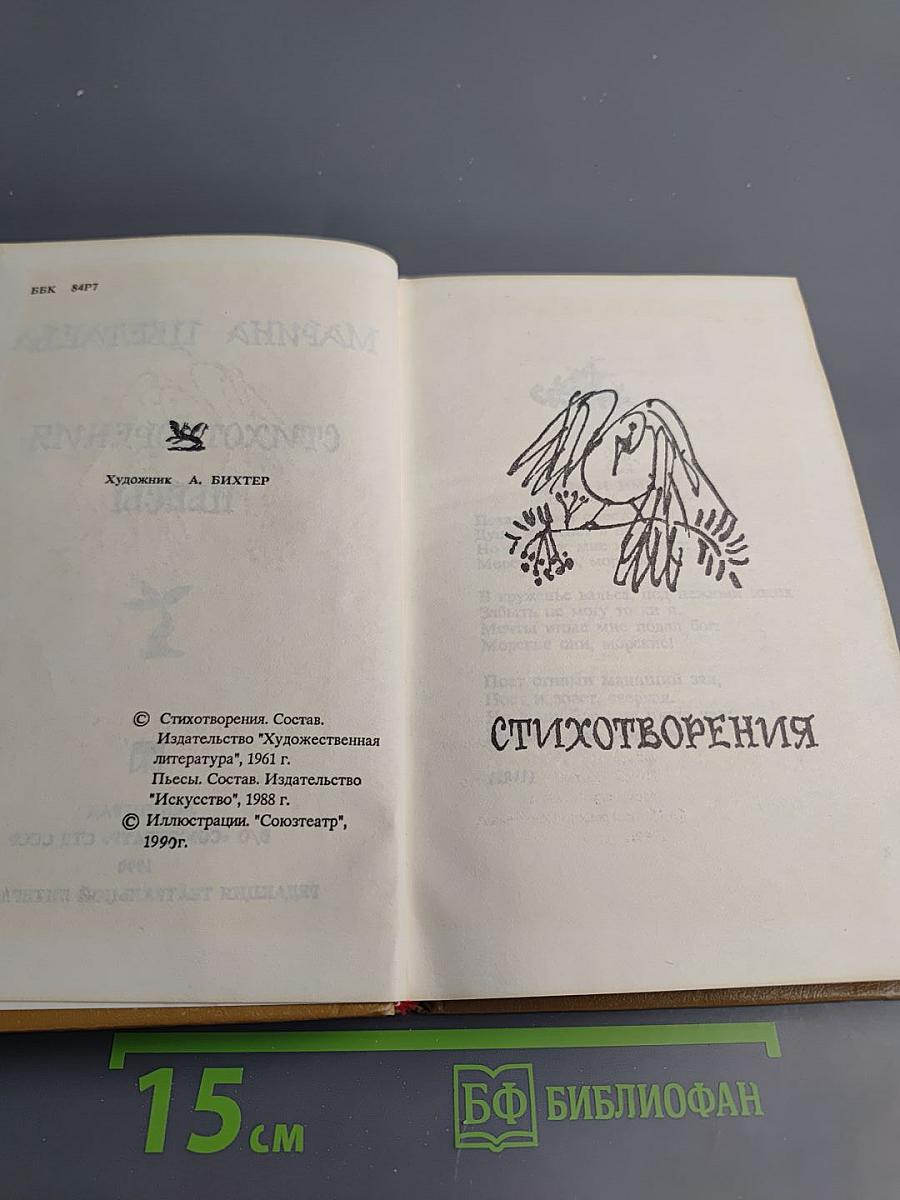 ББК 84Р7
Художник А. БИХТЕР
© Стихотворения. Состав.
Издательство "Художественная
литература", 1961 г.
Пьесы. Состав. Издательство
"Искусство", 1988 г.
© Иллюстрации. "Союзтеатр",
1990г.
СТИХОТВОРЕНИЯ
15 см
БФ БИБЛИОФАН